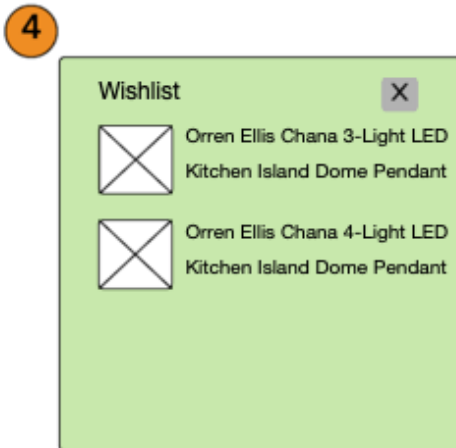 4
Wishlist
X
Orren Ellis Chana 3-Light LED
Kitchen Island Dome Pendant
Orren Ellis Chana 4-Light LED
Kitchen Island Dome Pendant